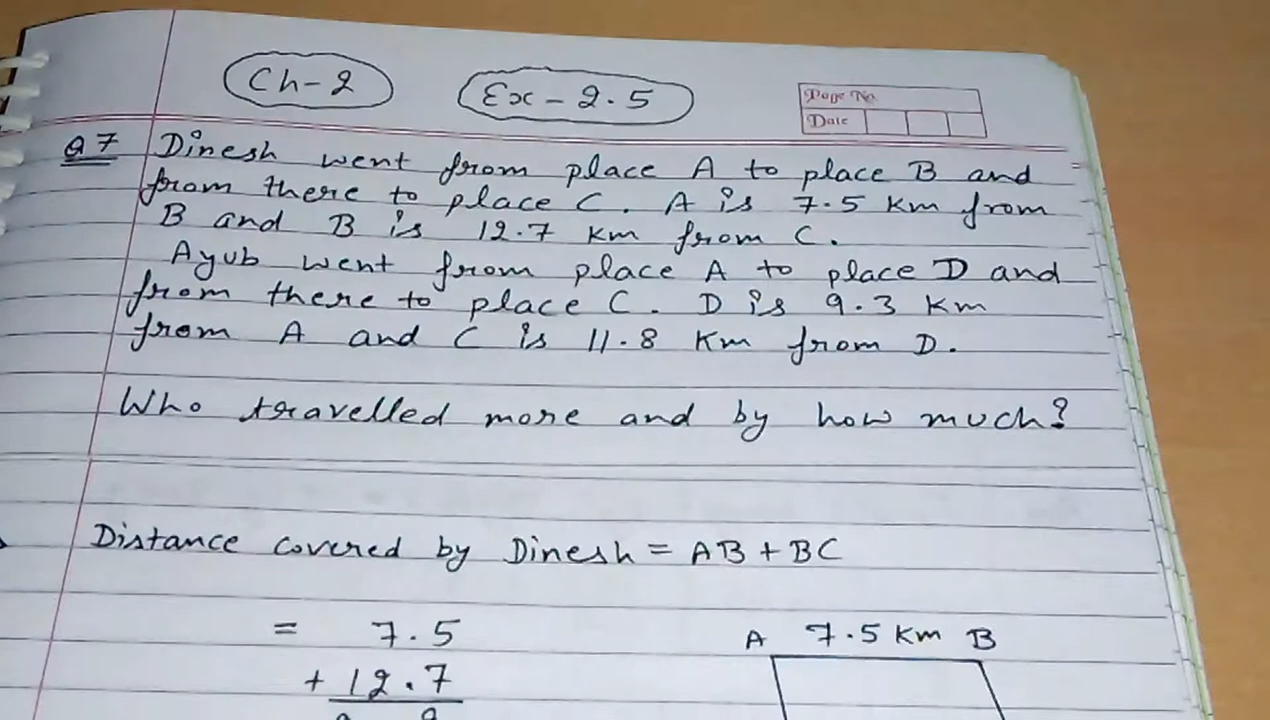 Ch-2 Ex-2.5
Page No.
Date
Q7 Dinesh went from place A to place B and
from there to place C. A is 7.5 Km from
B and B is 12.7 Km from C.
Ayub went from place A to place D and
from there to place C. D is 9.3 Km
from A and C is 11.8 Km from D.
Who travelled more and by how much?
Distance covered by Dinesh = AB + BC
= 7.5
A 7.5 Km B
+ 12.7